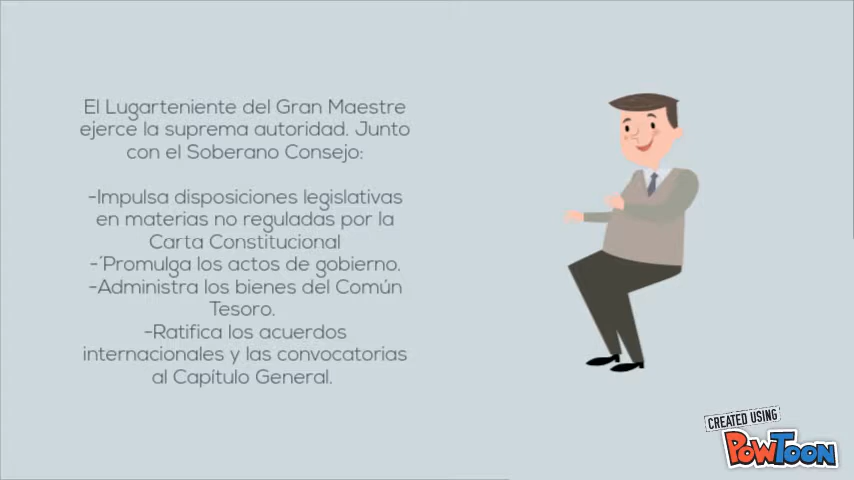 El Lugarteniente del Gran Maestre
ejerce la suprema autoridad. Junto
con el Soberano Consejo:
-Impulsa disposiciones legislativas
en materias no reguladas por la
Carta Constitucional
-´Promulga los actos de gobierno.
-Administra los bienes del Común
Tesoro.
-Ratifica los acuerdos
internacionales y las convocatorias
al Capítulo General.
CREATED USING
POWTOON